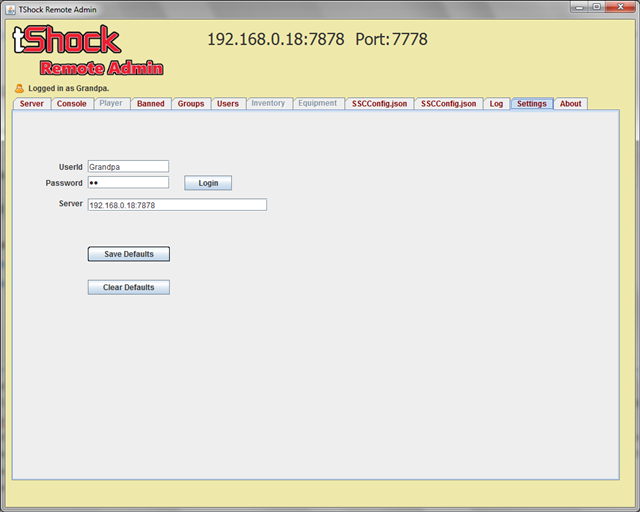 TShock Remote Admin
tShock
Remote Admin
192.168.0.18:7878 Port:7778
Logged in as Grandpa.
Server Console Player Banned Groups Users Inventory Equipment SSCConfig.json SSCConfig.json Log Settings About
UserId Grandpa
Password ●● Login
Server 192.168.0.18:7878
Save Defaults
Clear Defaults